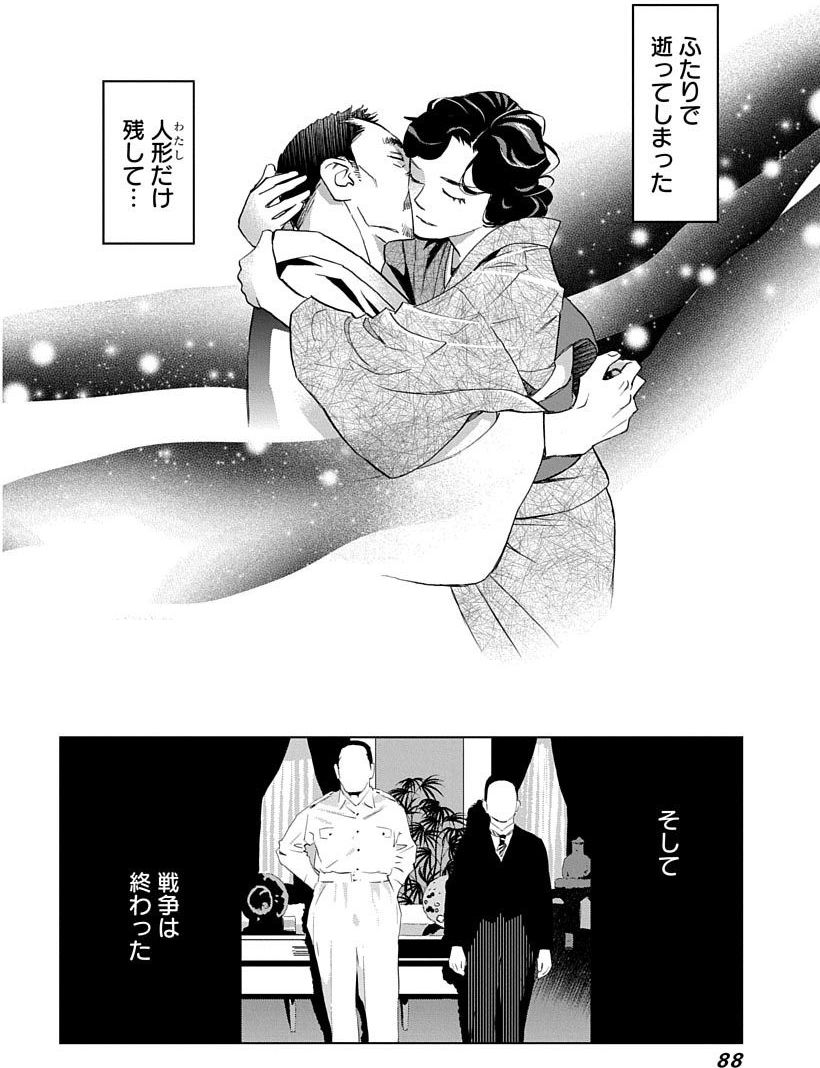 ふたりで
逝ってしまった
人形だけ
わたし
残して…
そして
戦争は
終わった
88